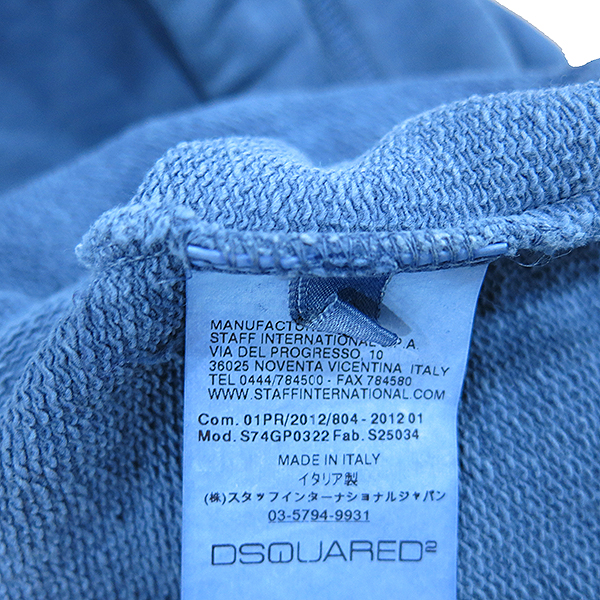 MANUFACTU
STAFF INTERNATIONAL S.P.A.
VIA DEL PROGRESSO, 10
36025 NOVENTA VICENTINA ITALY
TEL 0444/784500 - FAX 784580
WWW.STAFFINTERNATIONAL.COM
Com. 01PR/2012/804 - 2012 01
Mod. S74GP0322 Fab. S25034
MADE IN ITALY
イタリア製
(株)スタッフインターナショナルジャパン
03-5794-9931
DSQUARED²